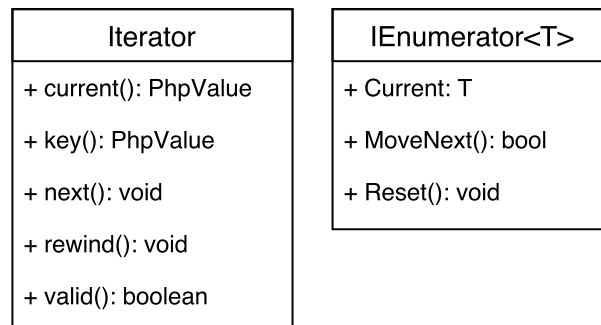 Iterator
+ current(): PhpValue
+ key(): PhpValue
+ next(): void
+ rewind(): void
+ valid(): boolean
IEnumerator<T>
+ Current: T
+ MoveNext(): bool
+ Reset(): void